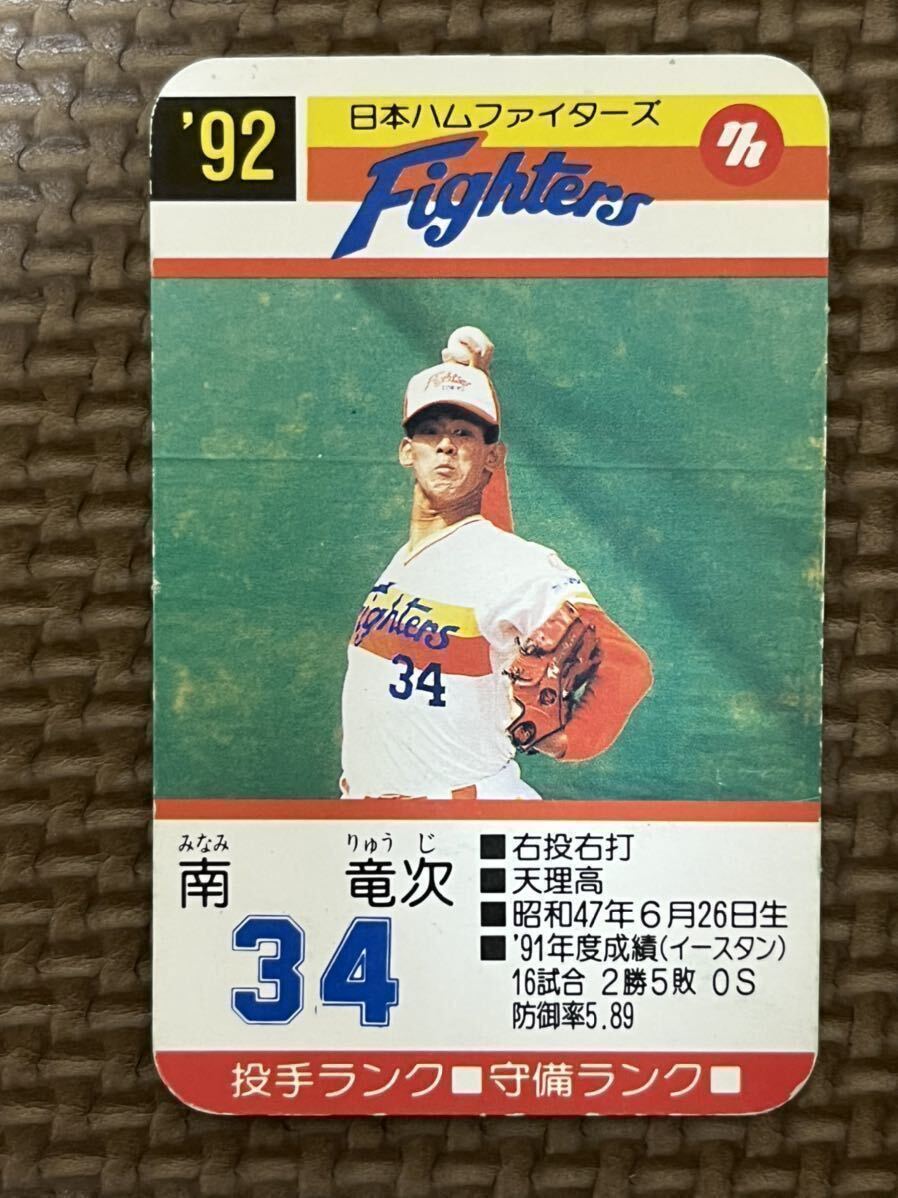 '92
日本ハムファイターズ
nh
Fighters
Fighters
Fighters
34
みなみ りゅう じ
南 竜次
34
■右投右打
■天理高
■昭和47年6月26日生
■'91年度成績(イースタン)
16試合 2勝5敗 0S
防御率5.89
投手ランク■守備ランク■